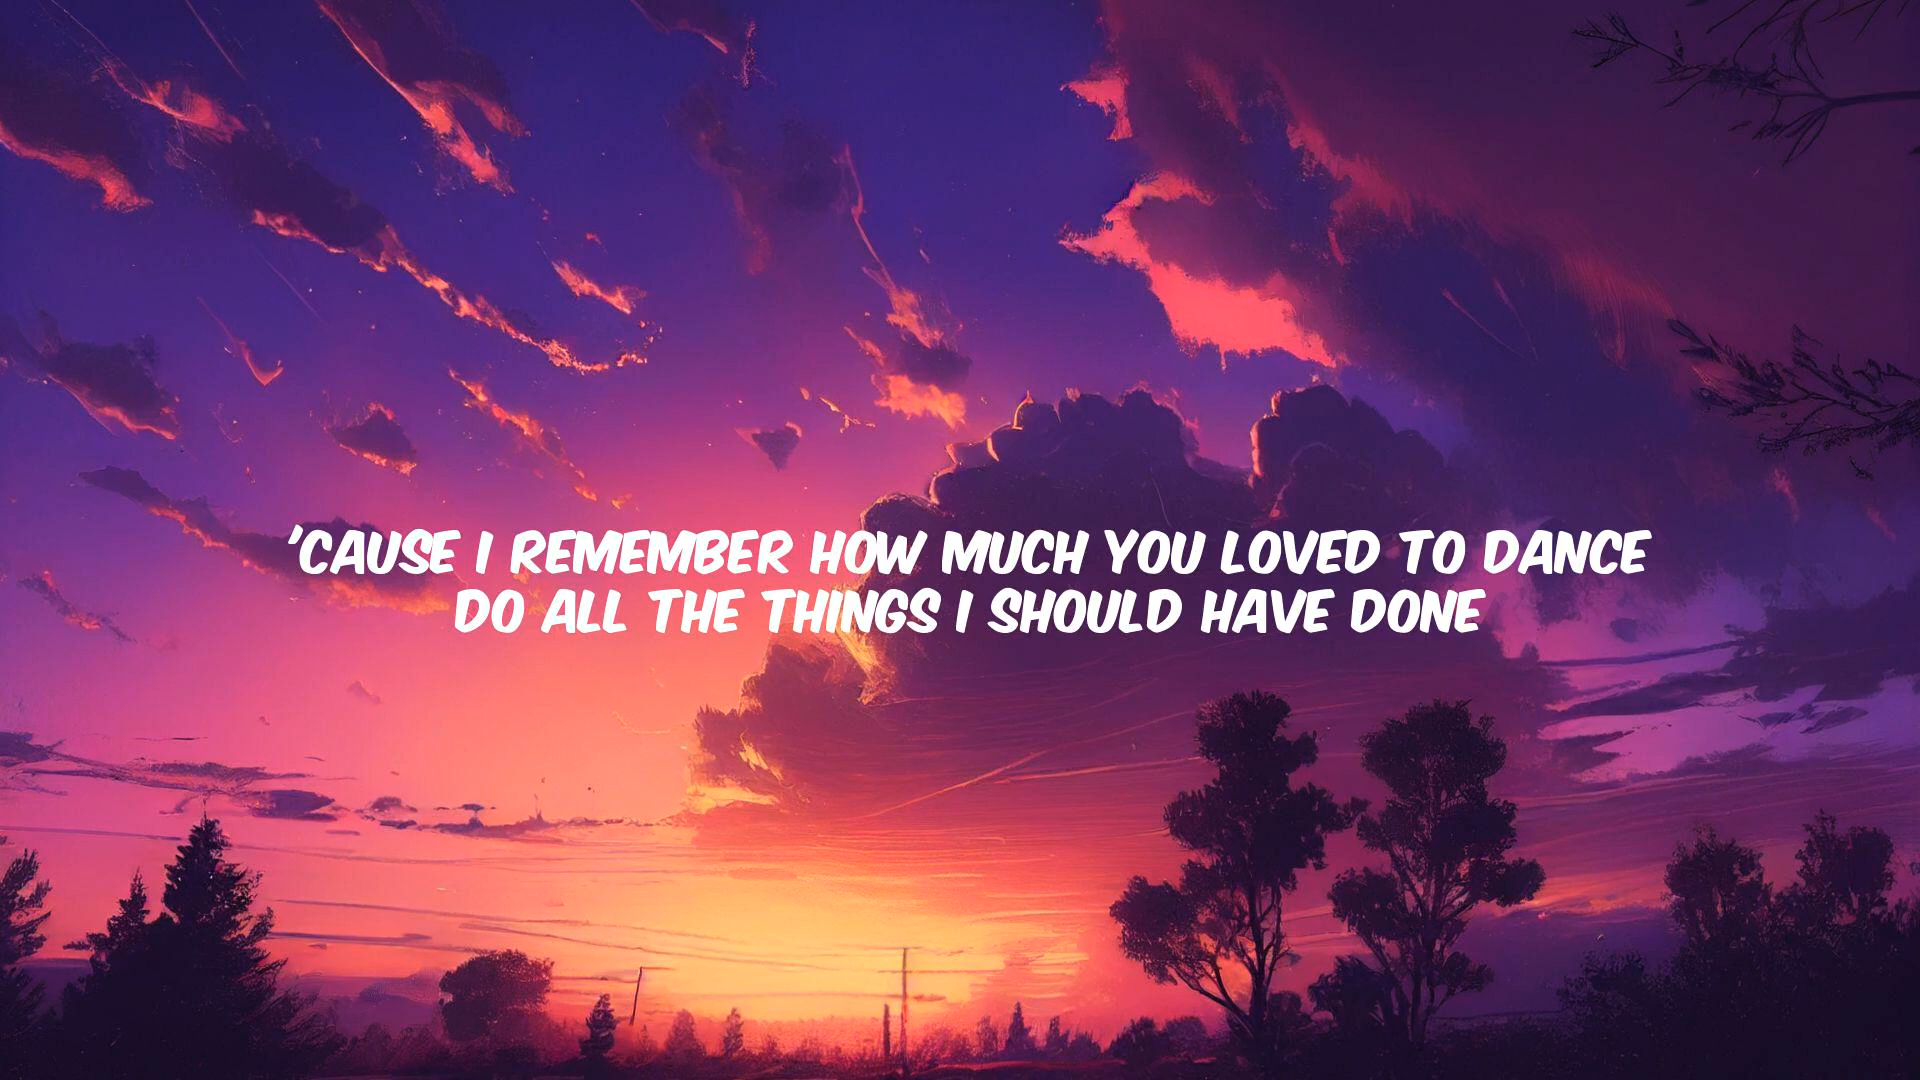 'CAUSE I REMEMBER HOW MUCH YOU LOVED TO DANCE
DO ALL THE THINGS I SHOULD HAVE DONE